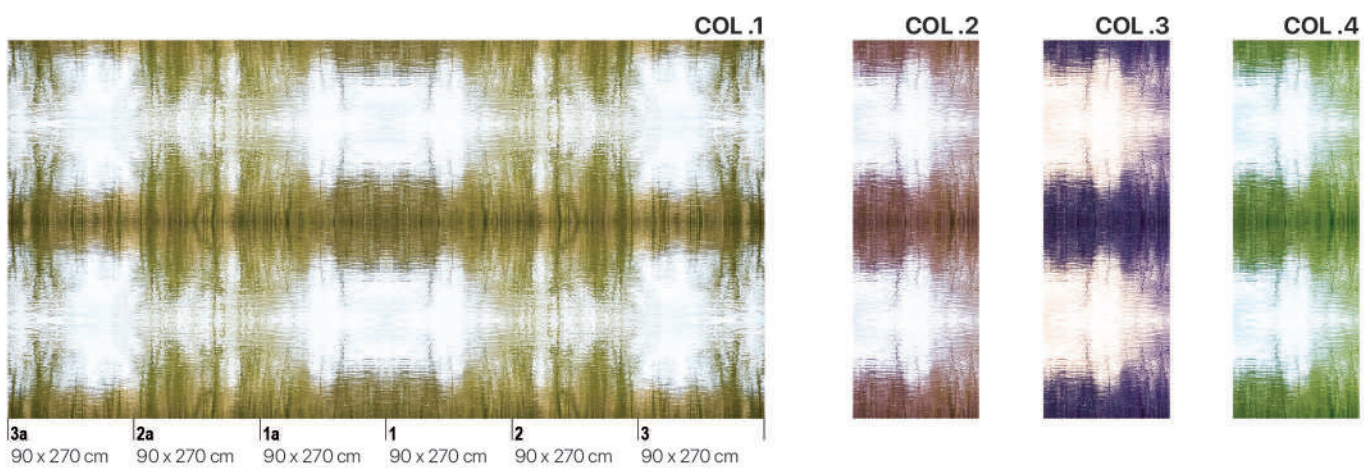 COL .1
COL .2
COL .3
COL .4
3a
2a
1a
1
2
3
90 x 270 cm
90 x 270 cm
90 x 270 cm
90 x 270 cm
90 x 270 cm
90 x 270 cm